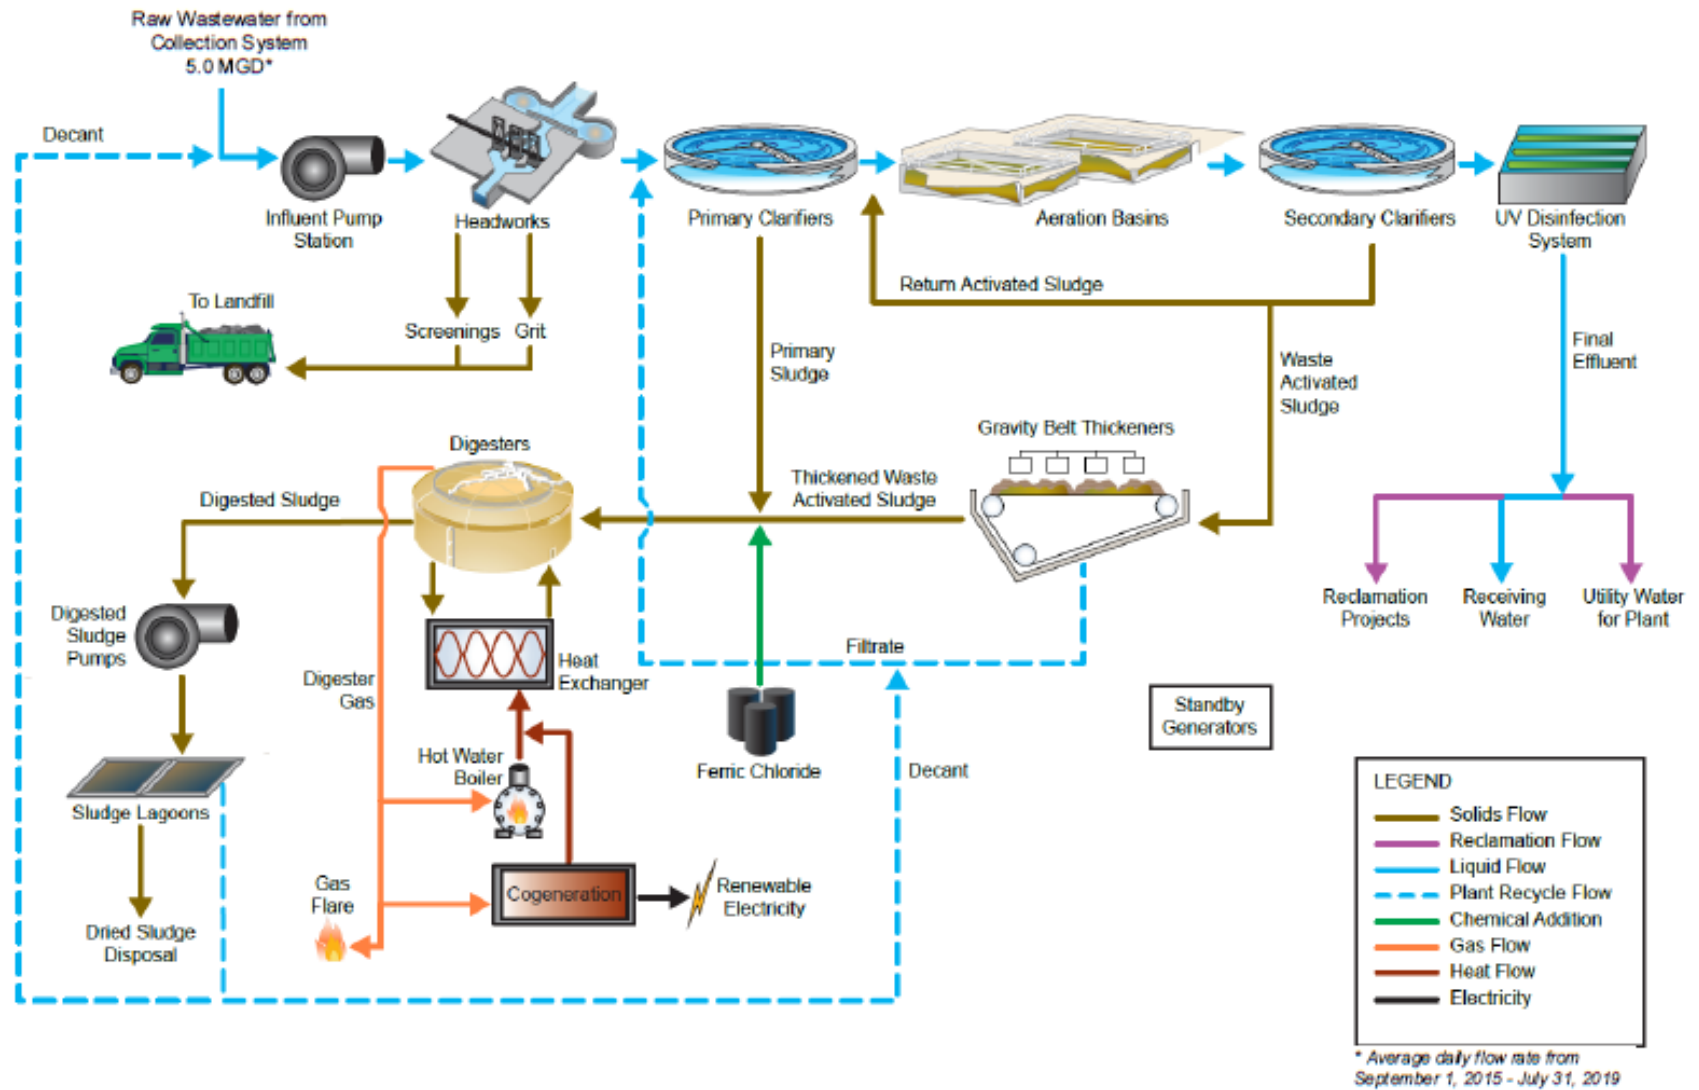 Raw Wastewater from
Collection System
5.0 MGD*
Decant
Influent Pump
Station
Headworks
Primary Clarifiers
Aeration Basins
Secondary Clarifiers
UV Disinfection
System
Return Activated Sludge
To Landfill
Screenings
Grit
Primary
Sludge
Waste
Activated
Sludge
Final
Effluent
Gravity Belt Thickeners
Digesters
Thickened Waste
Activated Sludge
Digested Sludge
Reclamation
Projects
Receiving
Water
Utility Water
for Plant
Digested
Sludge
Pumps
Filtrate
Heat
Exchanger
Digester
Gas
Standby
Generators
Hot Water
Boiler
Ferric Chloride
Decant
Sludge Lagoons
Gas
Flare
Cogeneration
Renewable
Electricity
Dried Sludge
Disposal
LEGEND
Solids Flow
Reclamation Flow
Liquid Flow
Plant Recycle Flow
Chemical Addition
Gas Flow
Heat Flow
Electricity
* Average daily flow rate from
September 1, 2015 - July 31, 2019